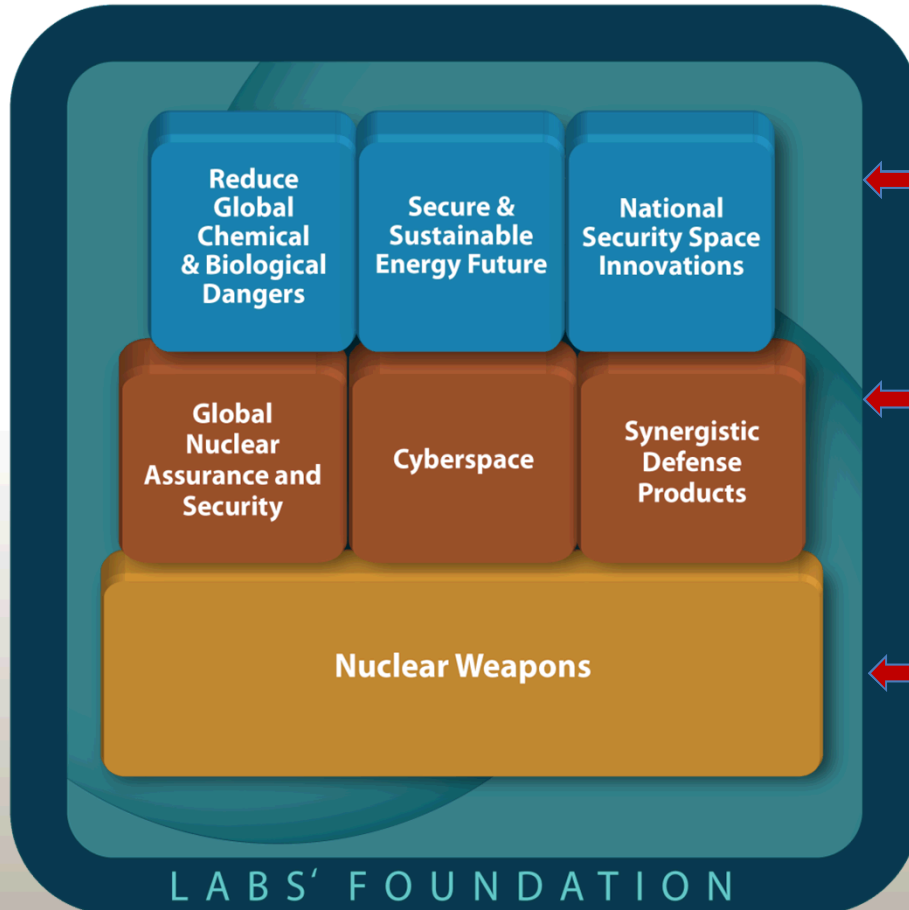 Reduce
Global
Chemical
& Biological
Dangers
Secure &
Sustainable
Energy Future
National
Security Space
Innovations
Global
Nuclear
Assurance and
Security
Cyberspace
Synergistic
Defense
Products
Nuclear Weapons
LABS‘ FOUNDATION